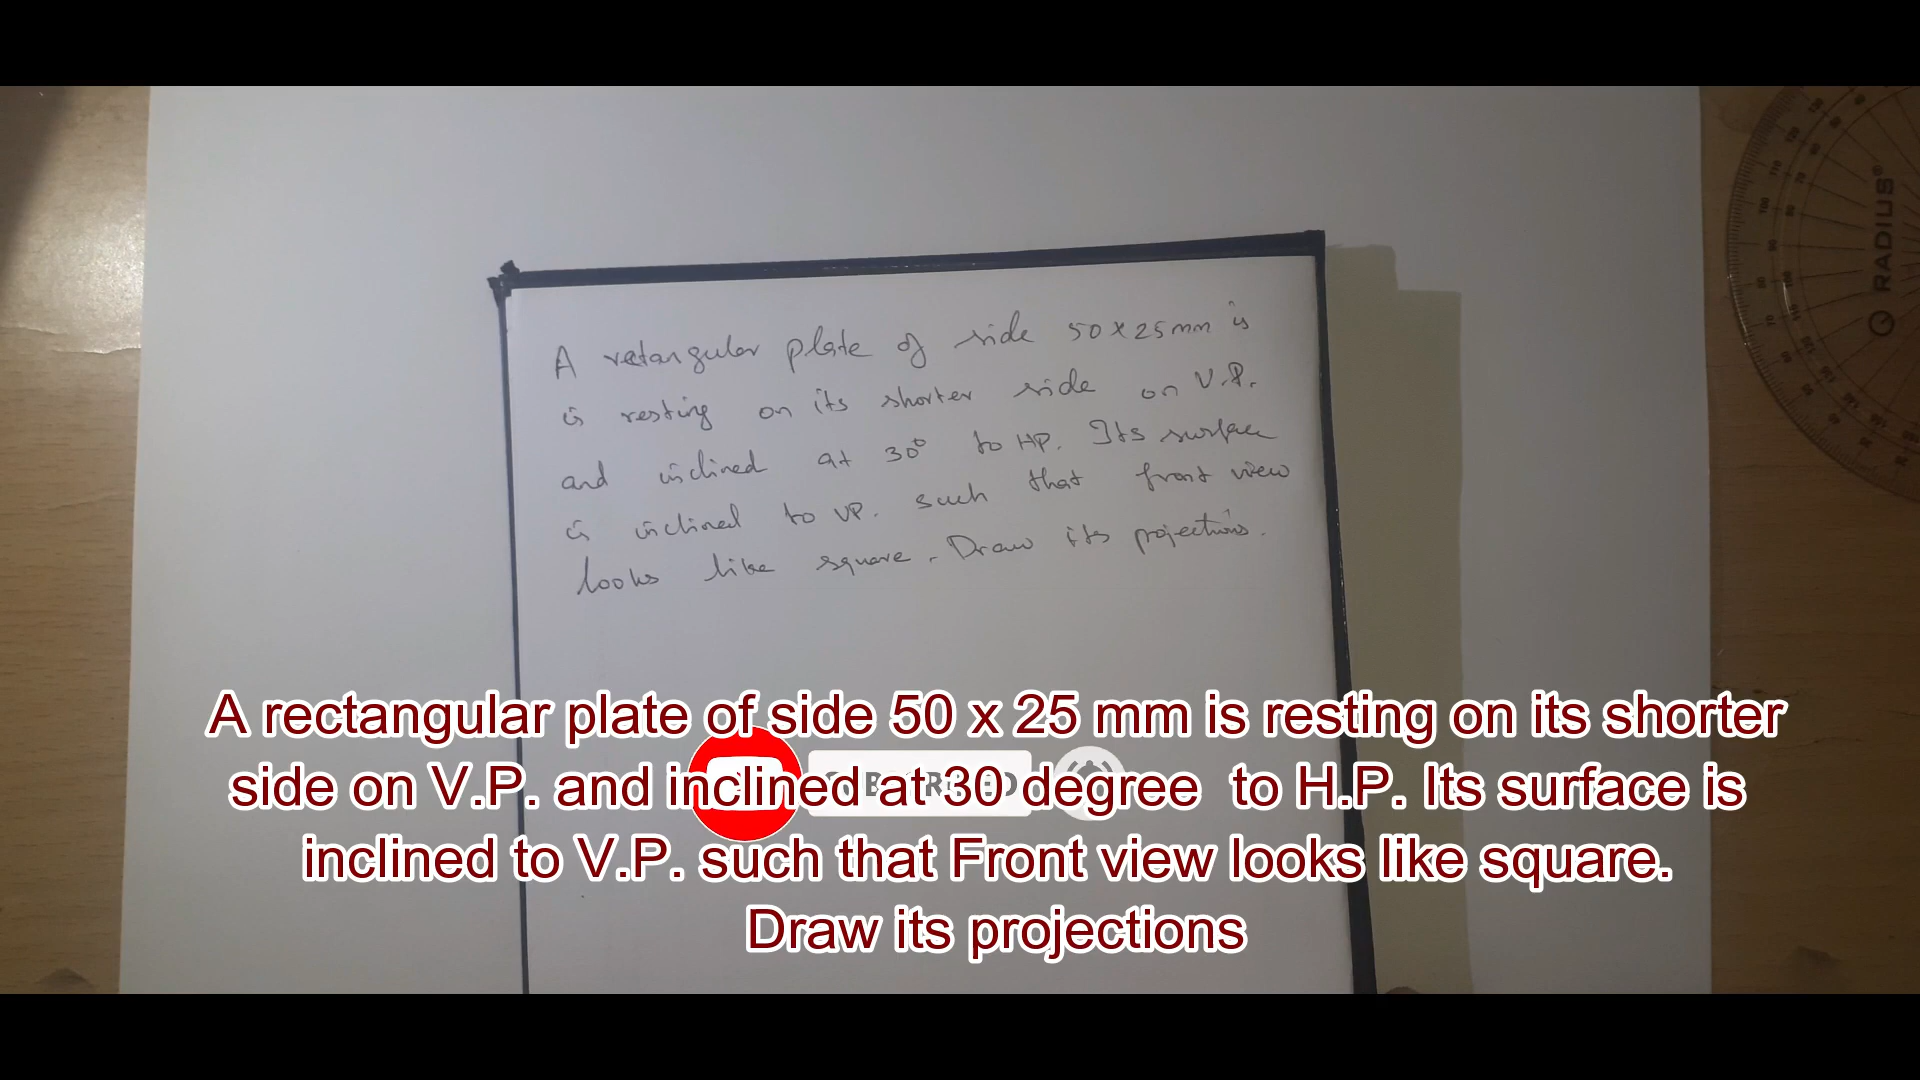 A retangular plate of side 50 x 25 mm is
is resting on its shorter side on V.P.
and inclined at 30° to HP. Its surface
is inclined to VP. such that front view
looks like square. Draw its projections.
RADIUS®
A rectangular plate of side 50 x 25 mm is resting on its shorter
side on V.P. and inclined at 30 degree to H.P. Its surface is
inclined to V.P. such that Front view looks like square.
Draw its projections